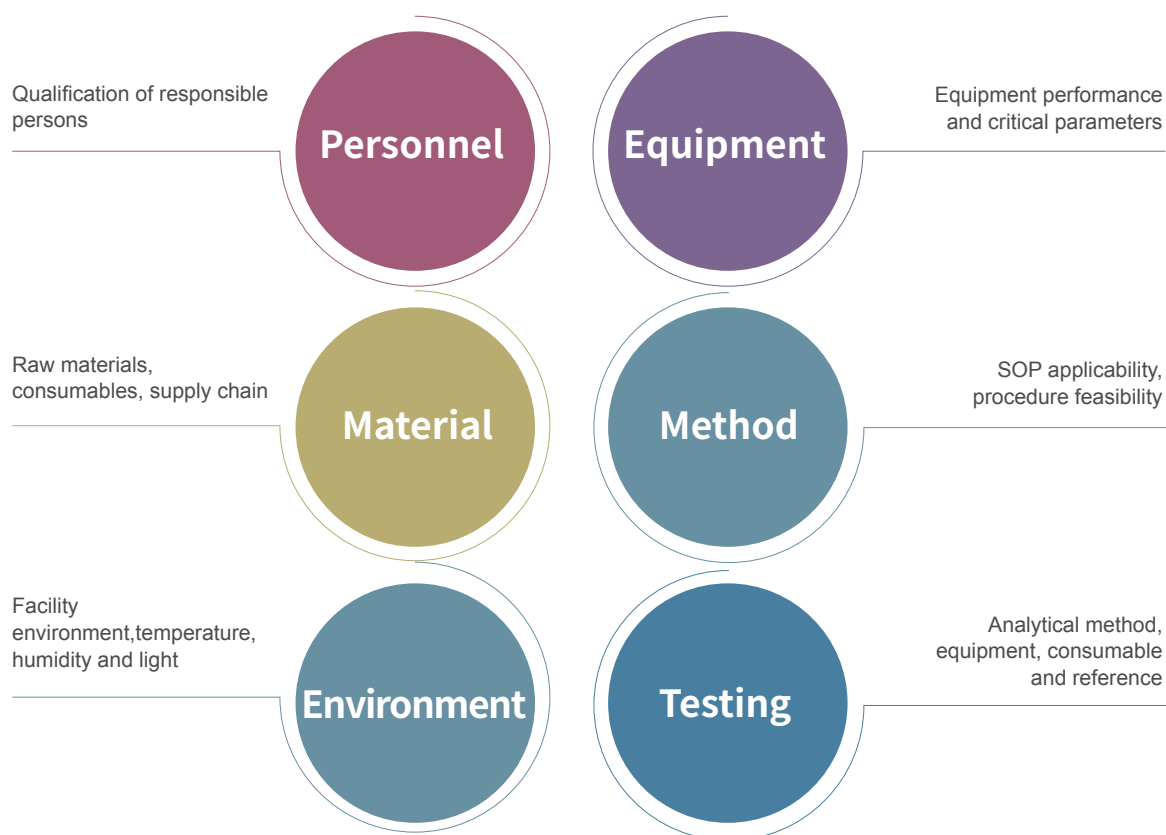 Qualification of responsible
persons
Personnel
Equipment
Equipment performance
and critical parameters
Raw materials,
consumables, supply chain
Material
Method
SOP applicability,
procedure feasibility
Facility
environment,temperature,
humidity and light
Environment
Testing
Analytical method,
equipment, consumable
and reference